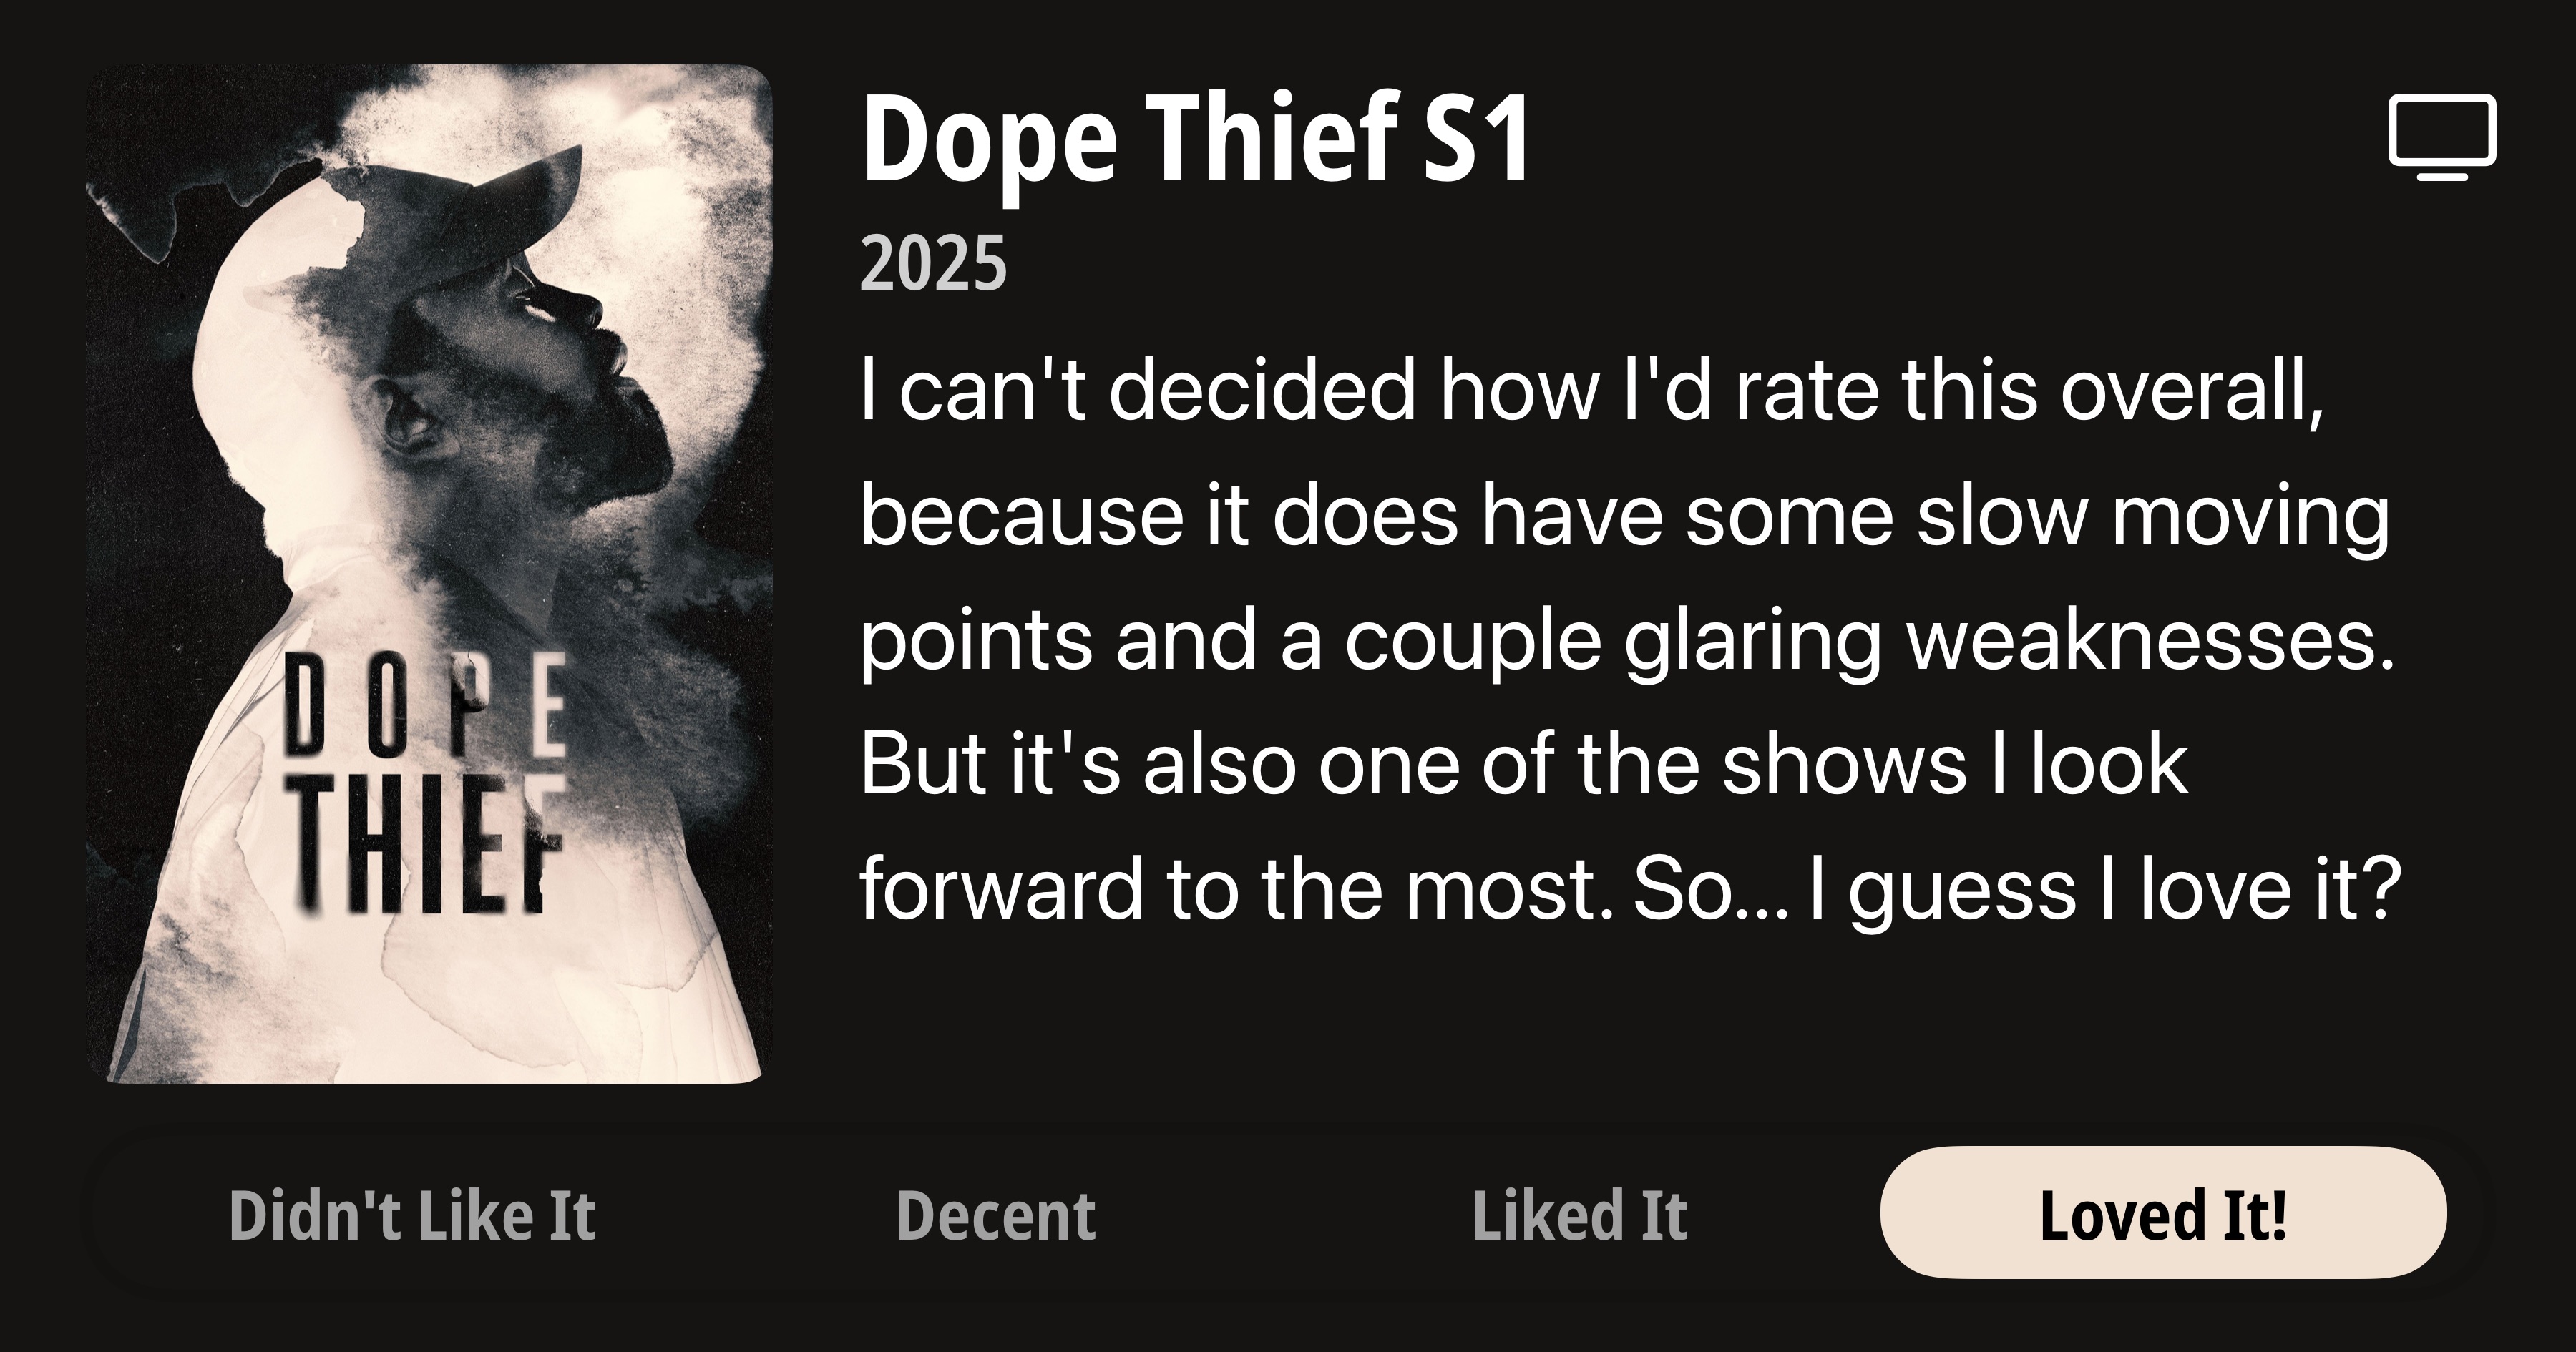 Dope Thief S1
2025
I can't decided how I'd rate this overall,
because it does have some slow moving
points and a couple glaring weaknesses.
But it's also one of the shows I look
forward to the most. So... I guess I love it?
DOPE
THIEF
Didn't Like It
Decent
Liked It
Loved It!